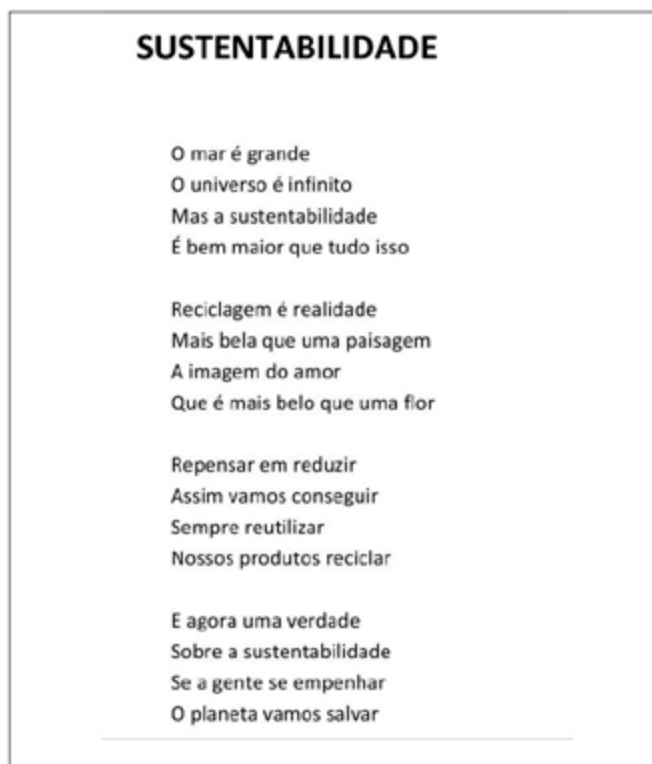 SUSTENTABILIDADE
O mar é grande
O universo é infinito
Mas a sustentabilidade
É bem maior que tudo isso
Reciclagem é realidade
Mais bela que uma paisagem
A imagem do amor
Que é mais belo que uma flor
Repensar em reduzir
Assim vamos conseguir
Sempre reutilizar
Nossos produtos reciclar
E agora uma verdade
Sobre a sustentabilidade
Se a gente se empenhar
O planeta vamos salvar